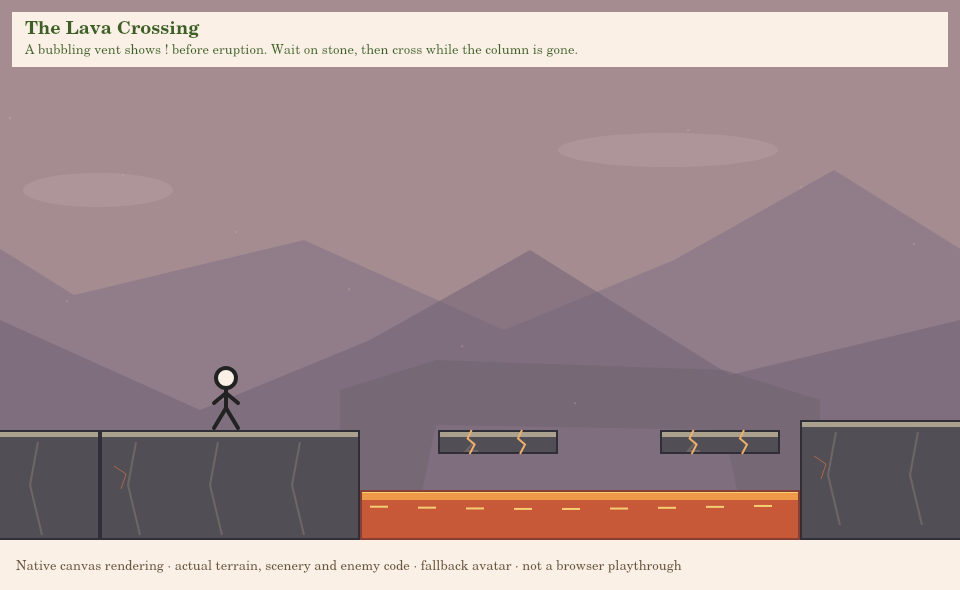 The Lava Crossing
A bubbling vent shows ! before eruption. Wait on stone, then cross while the column is gone.
Native canvas rendering · actual terrain, scenery and enemy code · fallback avatar · not a browser playthrough